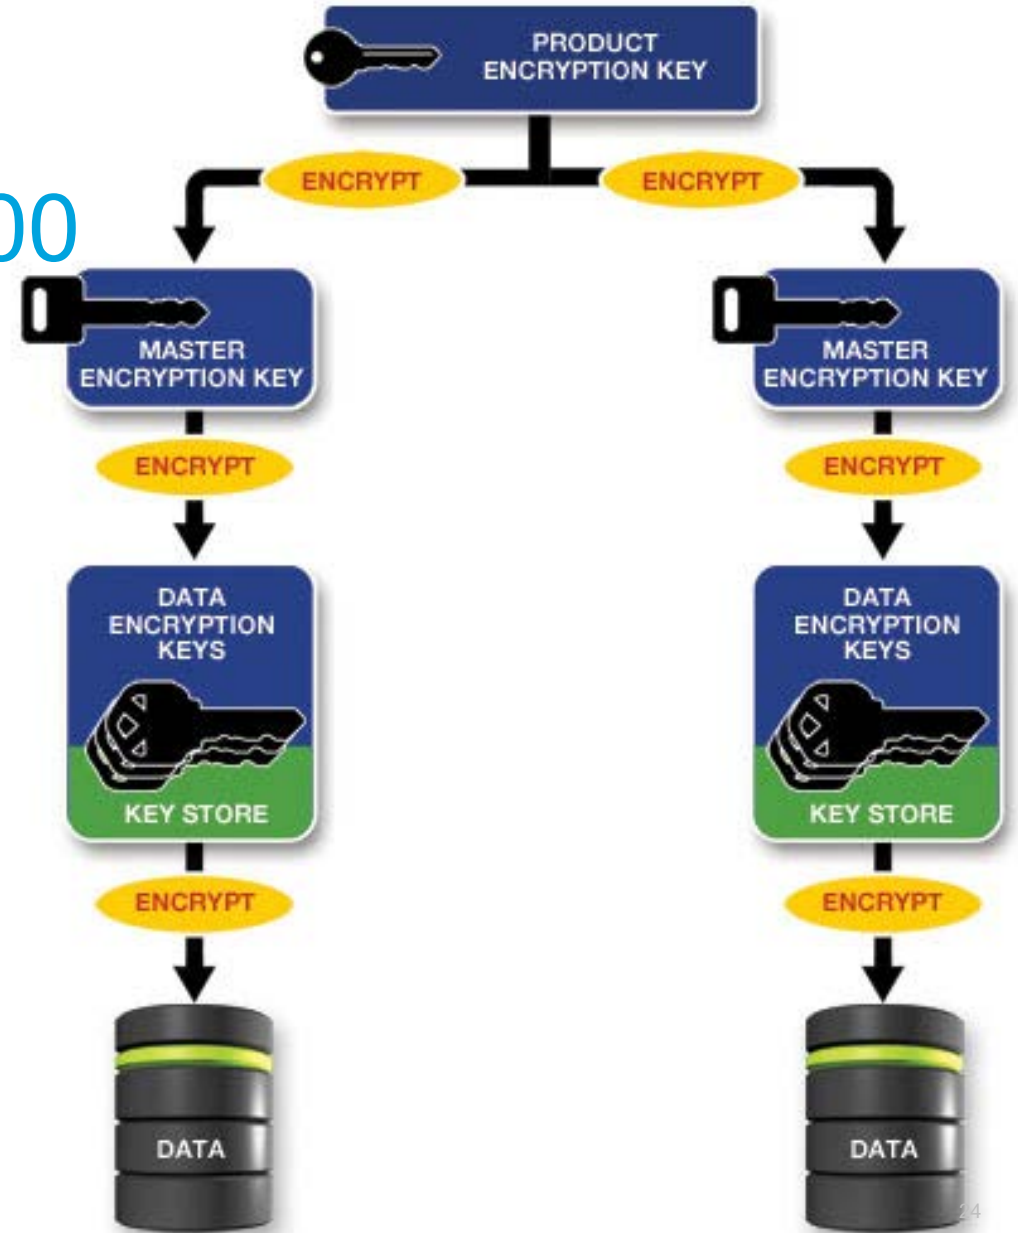 PRODUCT
ENCRYPTION KEY
ENCRYPT
ENCRYPT
00
MASTER
ENCRYPTION KEY
MASTER
ENCRYPTION KEY
ENCRYPT
ENCRYPT
DATA
ENCRYPTION
KEYS
DATA
ENCRYPTION
KEYS
KEY STORE
KEY STORE
ENCRYPT
ENCRYPT
DATA
DATA
24